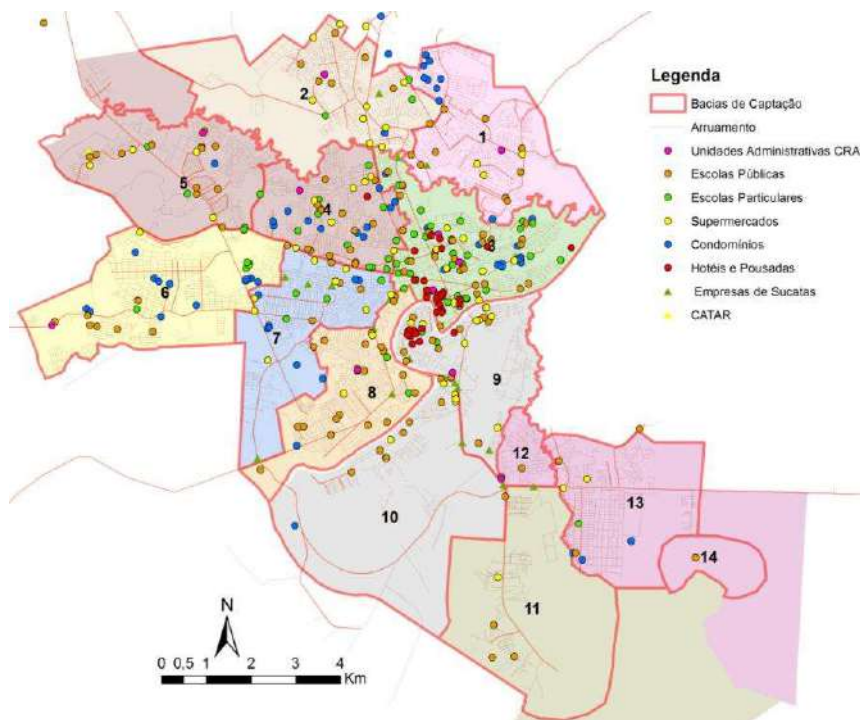 Legenda
Bacias de Captação
Arruamento
Unidades Administrativas CRA
Escolas Públicas
Escolas Particulares
Supermercados
Condomínios
Hotéis e Pousadas
Empresas de Sucatas
CATAR
2
1
5
4
3
6
7
8
9
12
13
10
14
11
N
0 0,5 1 2 3 4
Km